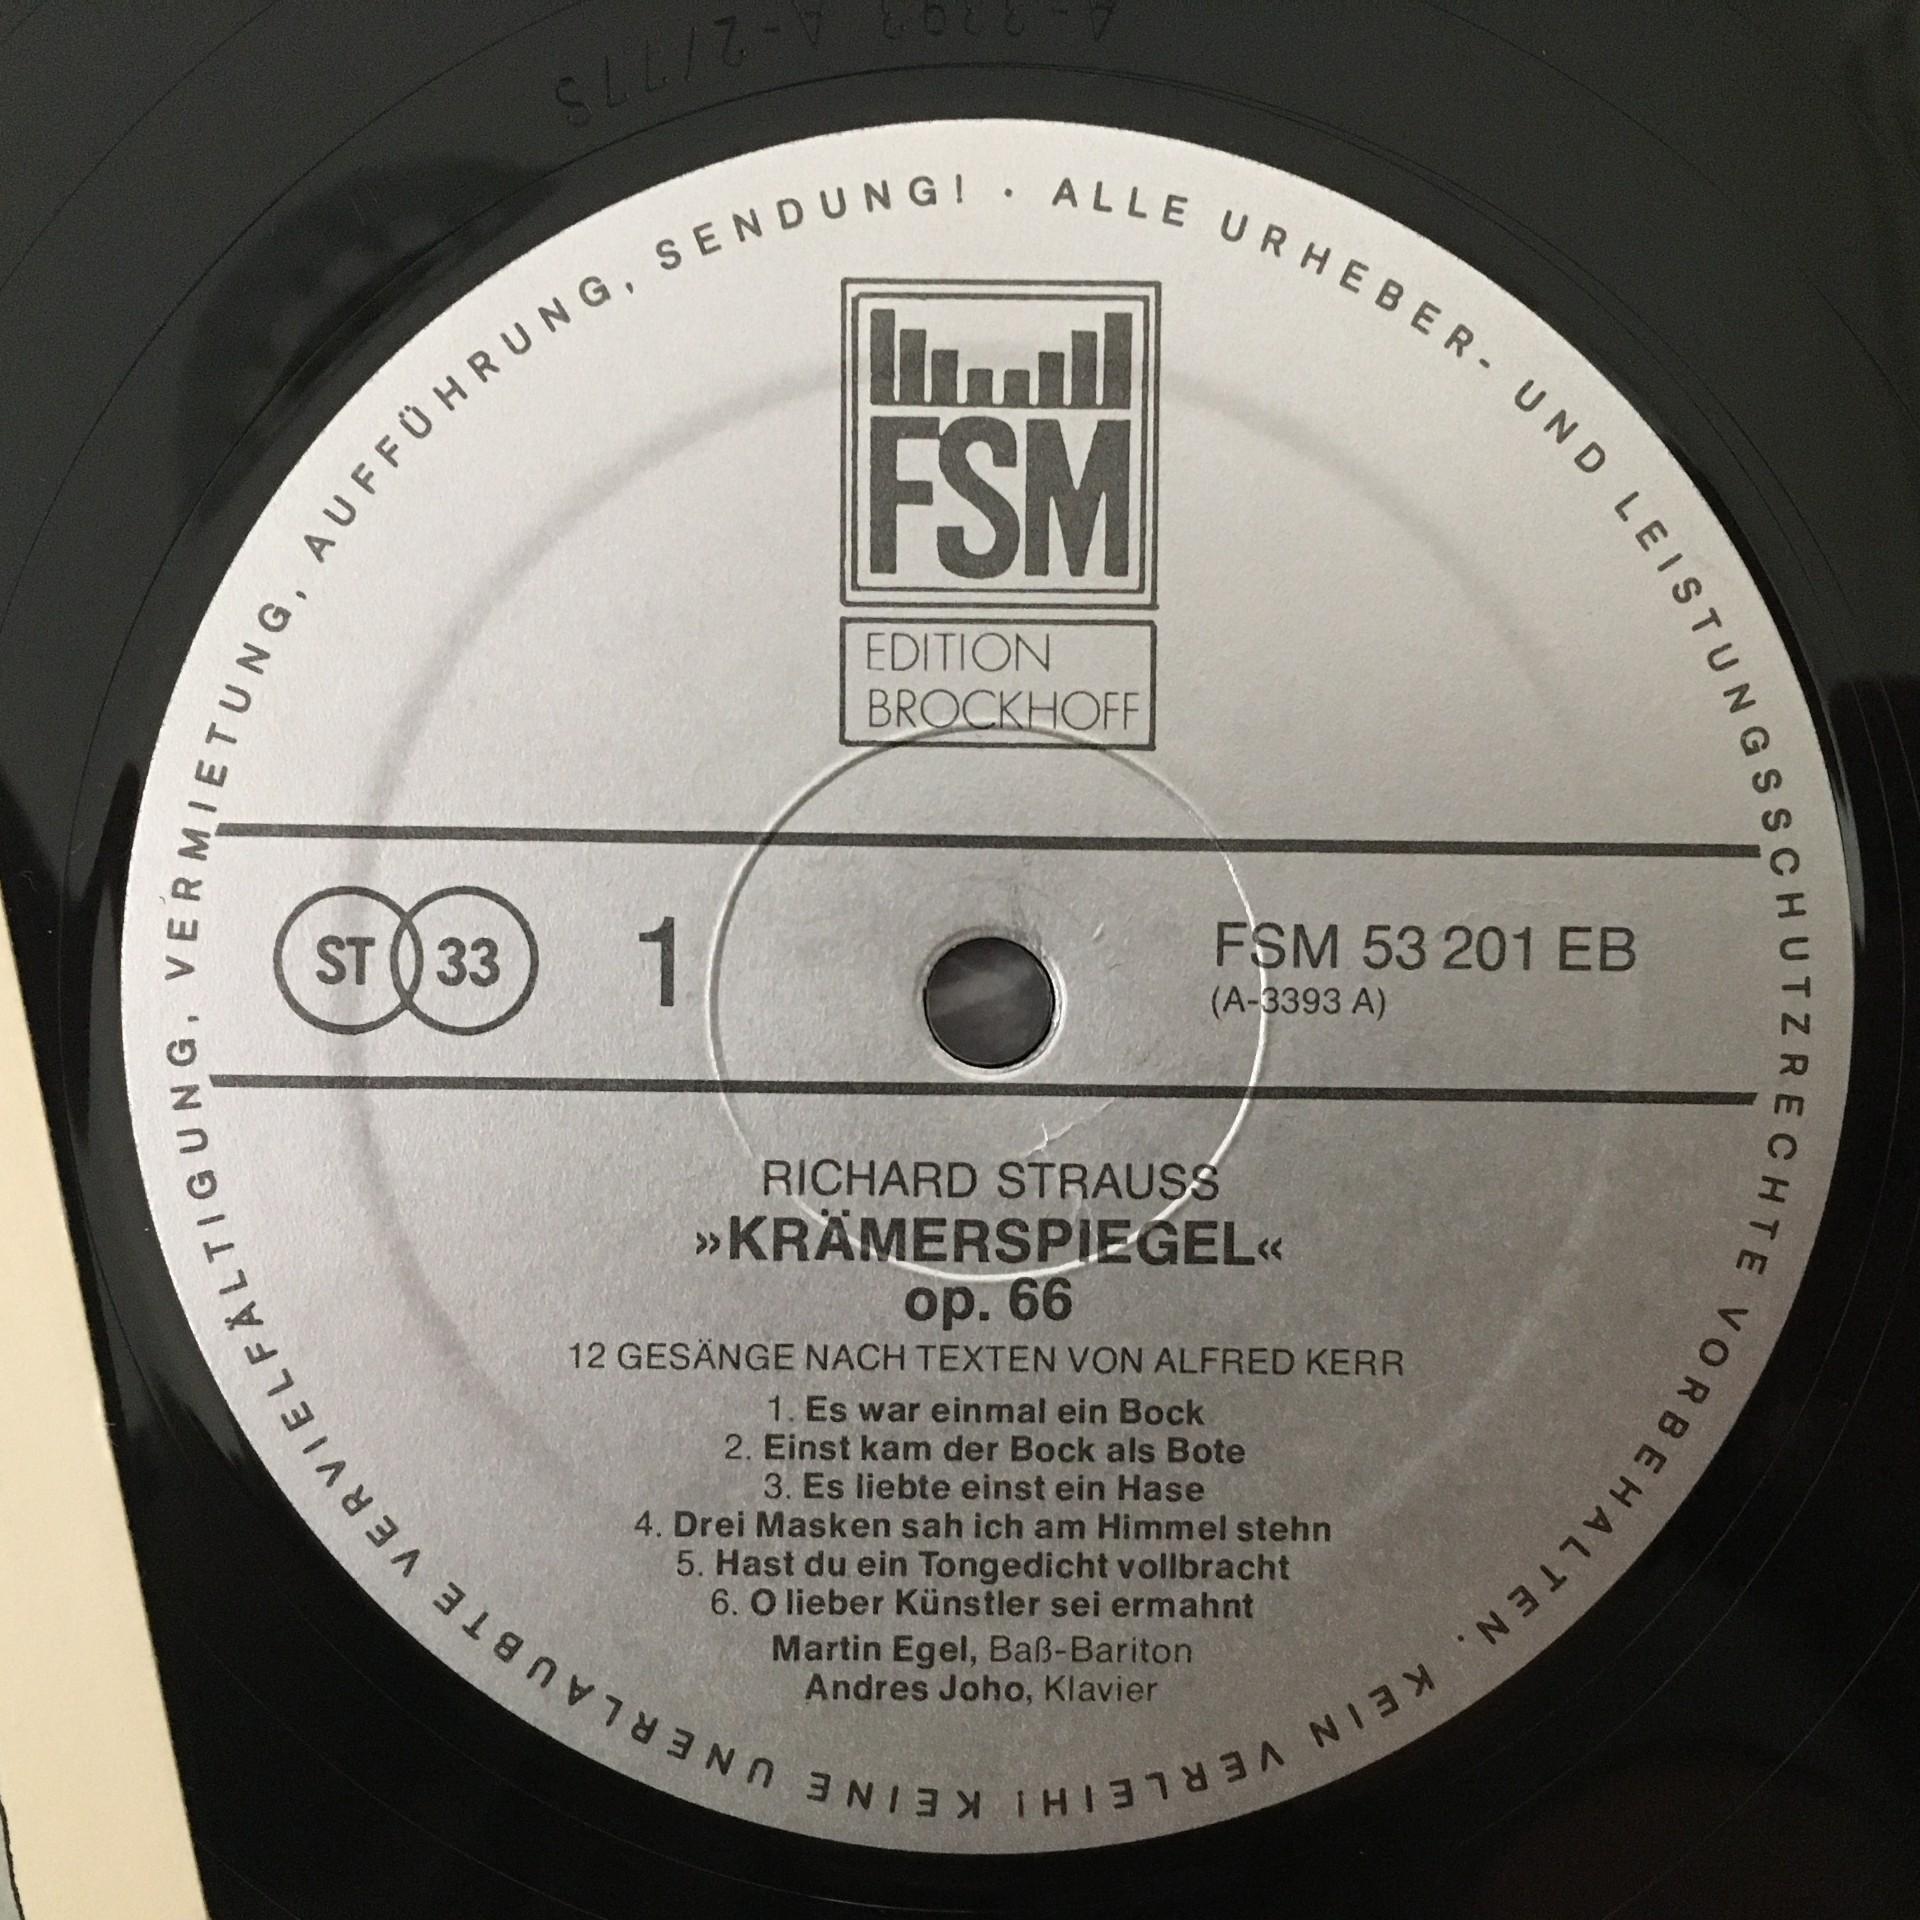 A-3393 A-2/77S
ALLE URHEBER- UND LEISTUNGSSCHUTZRECHTE VORBEHALTEN. KEIN VERLEIH! KEINE UNERLAUBTE VERVIELFÄLTIGUNG, VERMIETUNG, AUFFÜHRUNG, SENDUNG! ·
FSM
EDITION
BROCKHOFF
ST 33
1
FSM 53 201 EB
(A-3393 A)
RICHARD STRAUSS
»KRÄMERSPIEGEL«
op. 66
12 GESÄNGE NACH TEXTEN VON ALFRED KERR
1. Es war einmal ein Bock
2. Einst kam der Bock als Bote
3. Es liebte einst ein Hase
4. Drei Masken sah ich am Himmel stehn
5. Hast du ein Tongedicht vollbracht
6. O lieber Künstler sei ermahnt
Martin Egel, Baß-Bariton
Andres Joho, Klavier